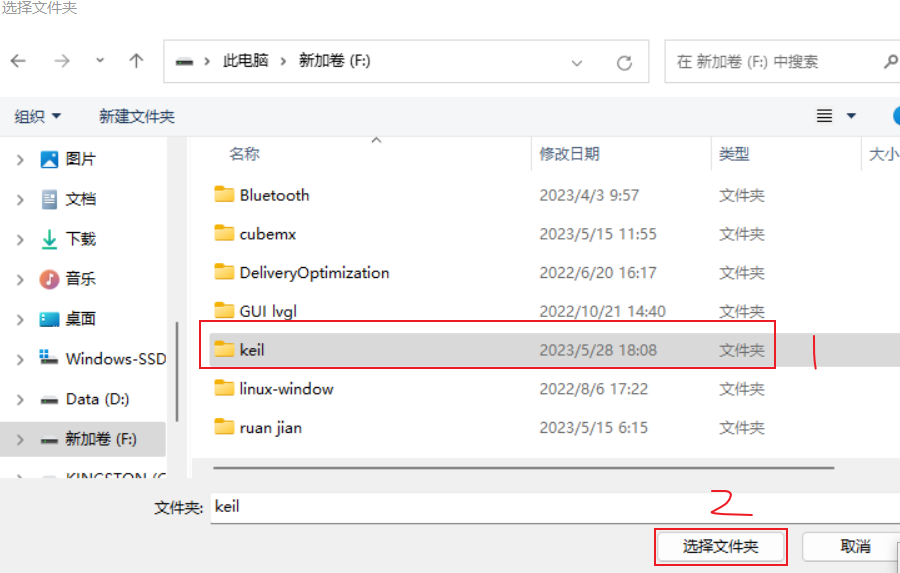 选择文件夹
此电脑 › 新加卷 (F:)
在 新加卷 (F:) 中搜索
组织
新建文件夹
名称 修改日期 类型 大小
图片
文档
下载
音乐
桌面
Windows-SSD
Data (D:)
新加卷 (F:)
Bluetooth 2023/4/3 9:57 文件夹
cubemx 2023/5/15 11:55 文件夹
DeliveryOptimization 2022/6/20 16:17 文件夹
GUI lvgl 2022/10/21 14:40 文件夹
keil 2023/5/28 18:08 文件夹
1
linux-window 2022/8/6 17:22 文件夹
ruan jian 2023/5/15 6:15 文件夹
文件夹: keil
2
选择文件夹
取消